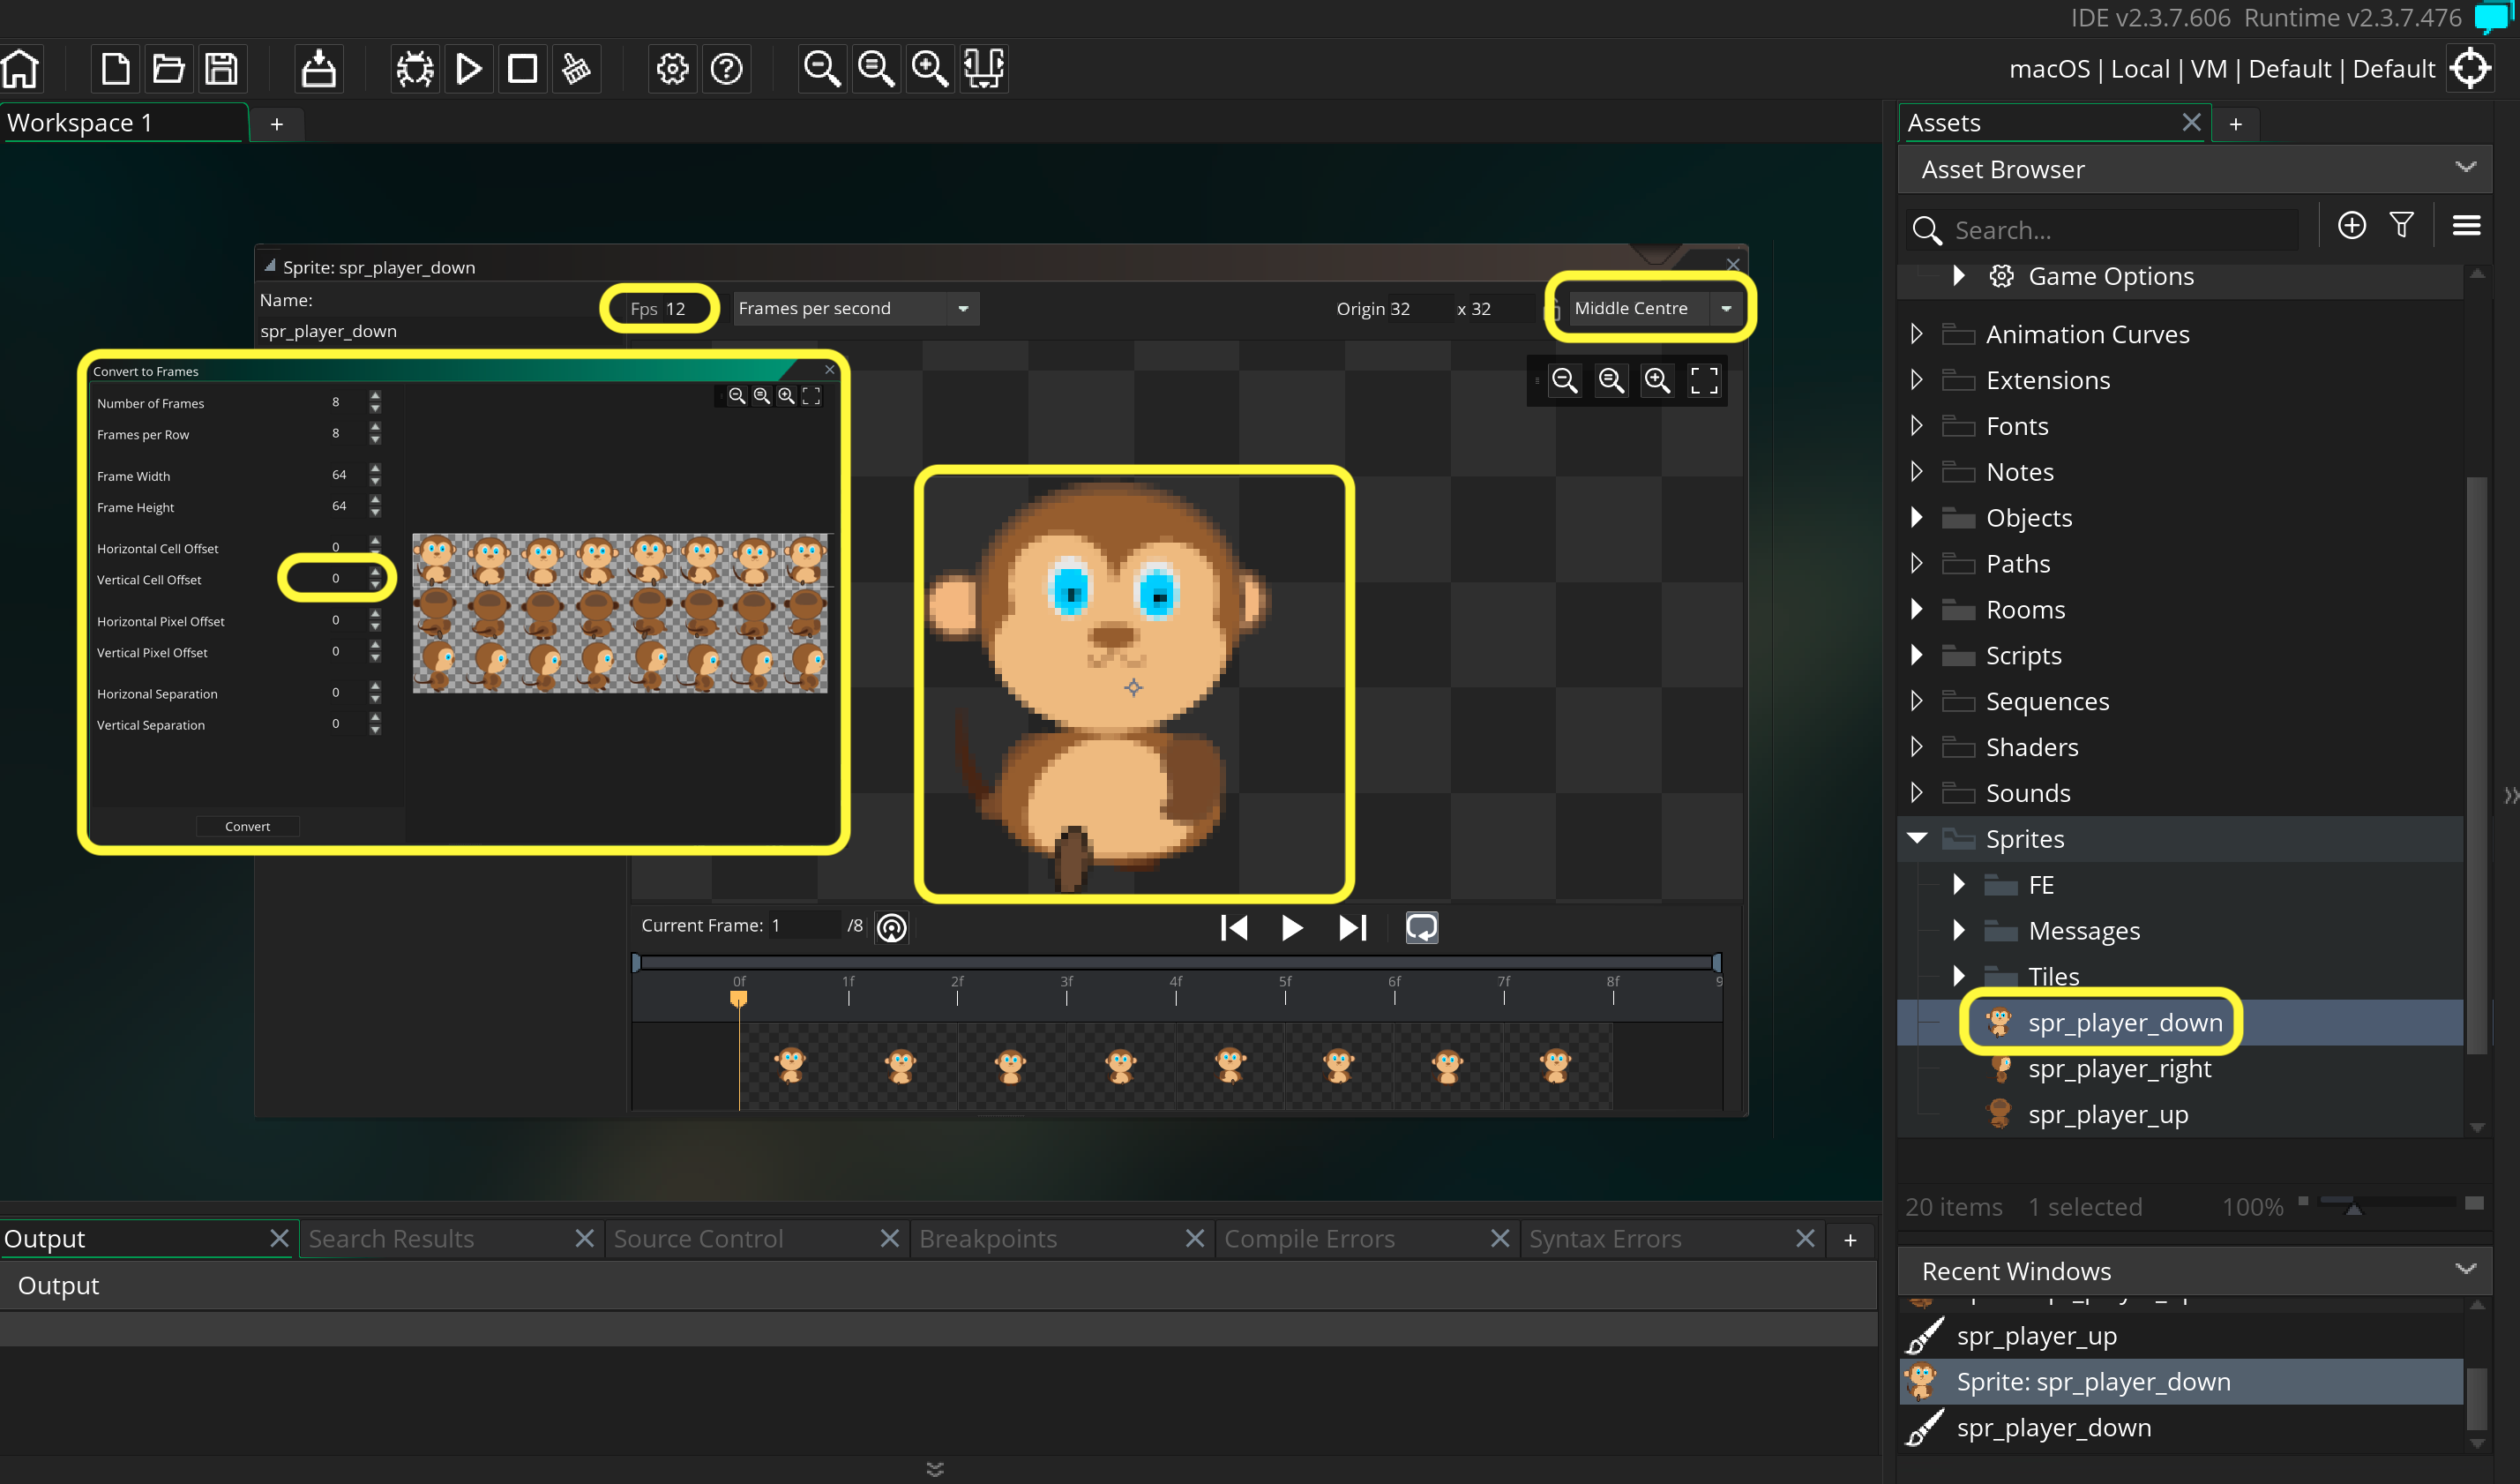 IDE v2.3.7.606 Runtime v2.3.7.476
macOS | Local | VM | Default | Default
Workspace 1
+
Sprite: spr_player_down
Name:
spr_player_down
Fps 12
Frames per second
Origin 32 x 32
Middle Centre
Convert to Frames
Number of Frames 8
Frames per Row 8
Frame Width 64
Frame Height 64
Horizontal Cell Offset 0
Vertical Cell Offset 0
Horizontal Pixel Offset 0
Vertical Pixel Offset 0
Horizonal Separation 0
Vertical Separation 0
Convert
Current Frame: 1 /8
0f 1f 2f 3f 4f 5f 6f 7f 8f 9
Output
Search Results
Source Control
Breakpoints
Compile Errors
Syntax Errors
+
Output
Assets
+
Asset Browser
Search...
Game Options
Animation Curves
Extensions
Fonts
Notes
Objects
Paths
Rooms
Scripts
Sequences
Shaders
Sounds
Sprites
FE
Messages
Tiles
spr_player_down
spr_player_right
spr_player_up
20 items 1 selected 100%
Recent Windows
spr_player_up
Sprite: spr_player_down
spr_player_down